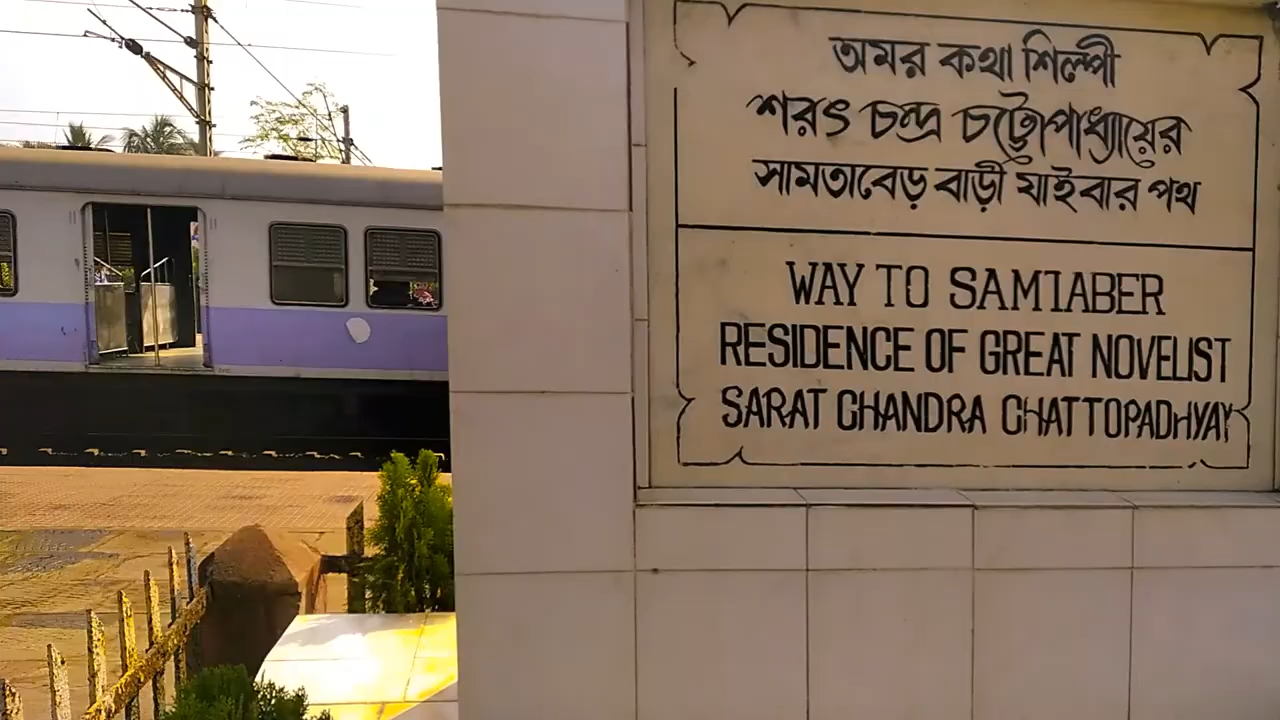 অমর কথা শিল্পী
শরৎ চন্দ্র চট্টোপাধ্যায়ের
সামতাবেড় বাড়ী যাইবার পথ
WAY TO SAMTABER
RESIDENCE OF GREAT NOVELIST
SARAT CHANDRA CHATTOPADHYAY